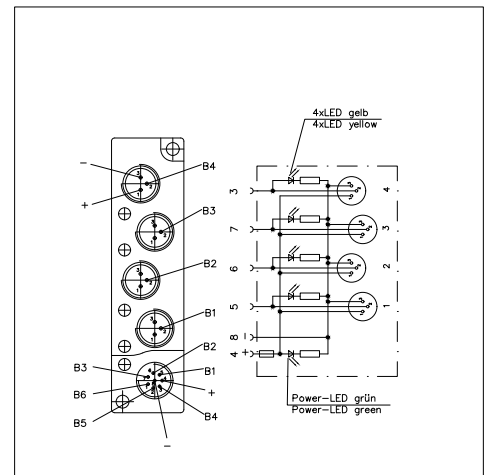 4xLED gelb
4xLED yellow
–
+
B4
B3
B2
B1
B2
B3
B1
B6
+
B5
B4
–
3
7
6
5
8 –
4 +
4
3
2
1
Power–LED grün
Power–LED green